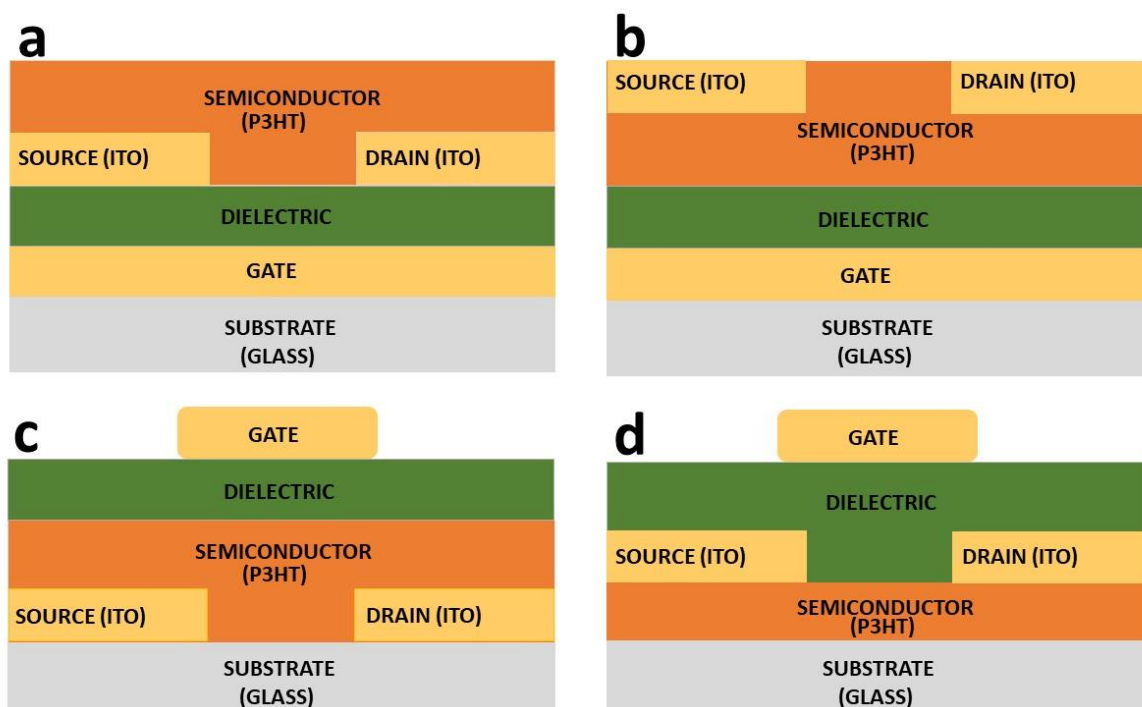 a
SEMICONDUCTOR
(P3HT)
SOURCE (ITO)
DRAIN (ITO)
DIELECTRIC
GATE
SUBSTRATE
(GLASS)
b
SOURCE (ITO)
DRAIN (ITO)
SEMICONDUCTOR
(P3HT)
DIELECTRIC
GATE
SUBSTRATE
(GLASS)
c
GATE
DIELECTRIC
SEMICONDUCTOR
(P3HT)
SOURCE (ITO)
DRAIN (ITO)
SUBSTRATE
(GLASS)
d
GATE
DIELECTRIC
SOURCE (ITO)
DRAIN (ITO)
SEMICONDUCTOR
(P3HT)
SUBSTRATE
(GLASS)